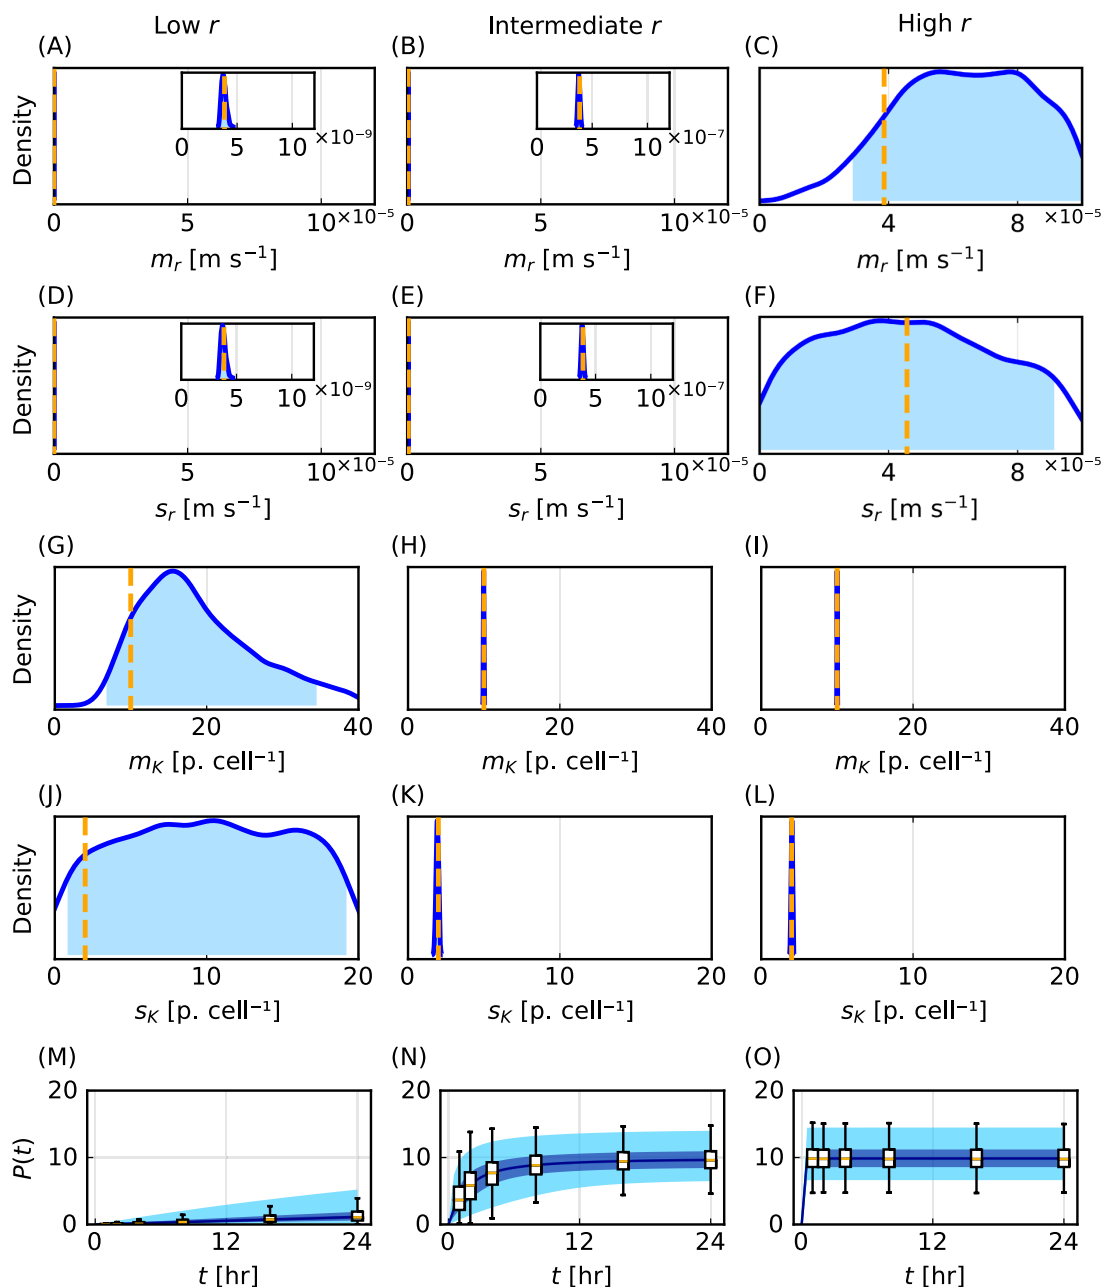 Low r Intermediate r High r
(A) (B) (C)
Density
0 5 10 ×10⁻⁹
0 5 10 ×10⁻⁷
0 5 10 ×10⁻⁵
0 5 10 ×10⁻⁵
0 4 8 ×10⁻⁵
m_r [m s⁻¹] m_r [m s⁻¹] m_r [m s⁻¹]
(D) (E) (F)
Density
0 5 10 ×10⁻⁹
0 5 10 ×10⁻⁷
0 5 10 ×10⁻⁵
0 5 10 ×10⁻⁵
0 4 8 ×10⁻⁵
s_r [m s⁻¹] s_r [m s⁻¹] s_r [m s⁻¹]
(G) (H) (I)
Density
0 20 40 0 20 40 0 20 40
m_K [p. cell⁻¹] m_K [p. cell⁻¹] m_K [p. cell⁻¹]
(J) (K) (L)
Density
0 10 20 0 10 20 0 10 20
s_K [p. cell⁻¹] s_K [p. cell⁻¹] s_K [p. cell⁻¹]
(M) (N) (O)
20 20 20
P(t)
10 10 10
0 0 0
0 12 24 0 12 24 0 12 24
t [hr] t [hr] t [hr]